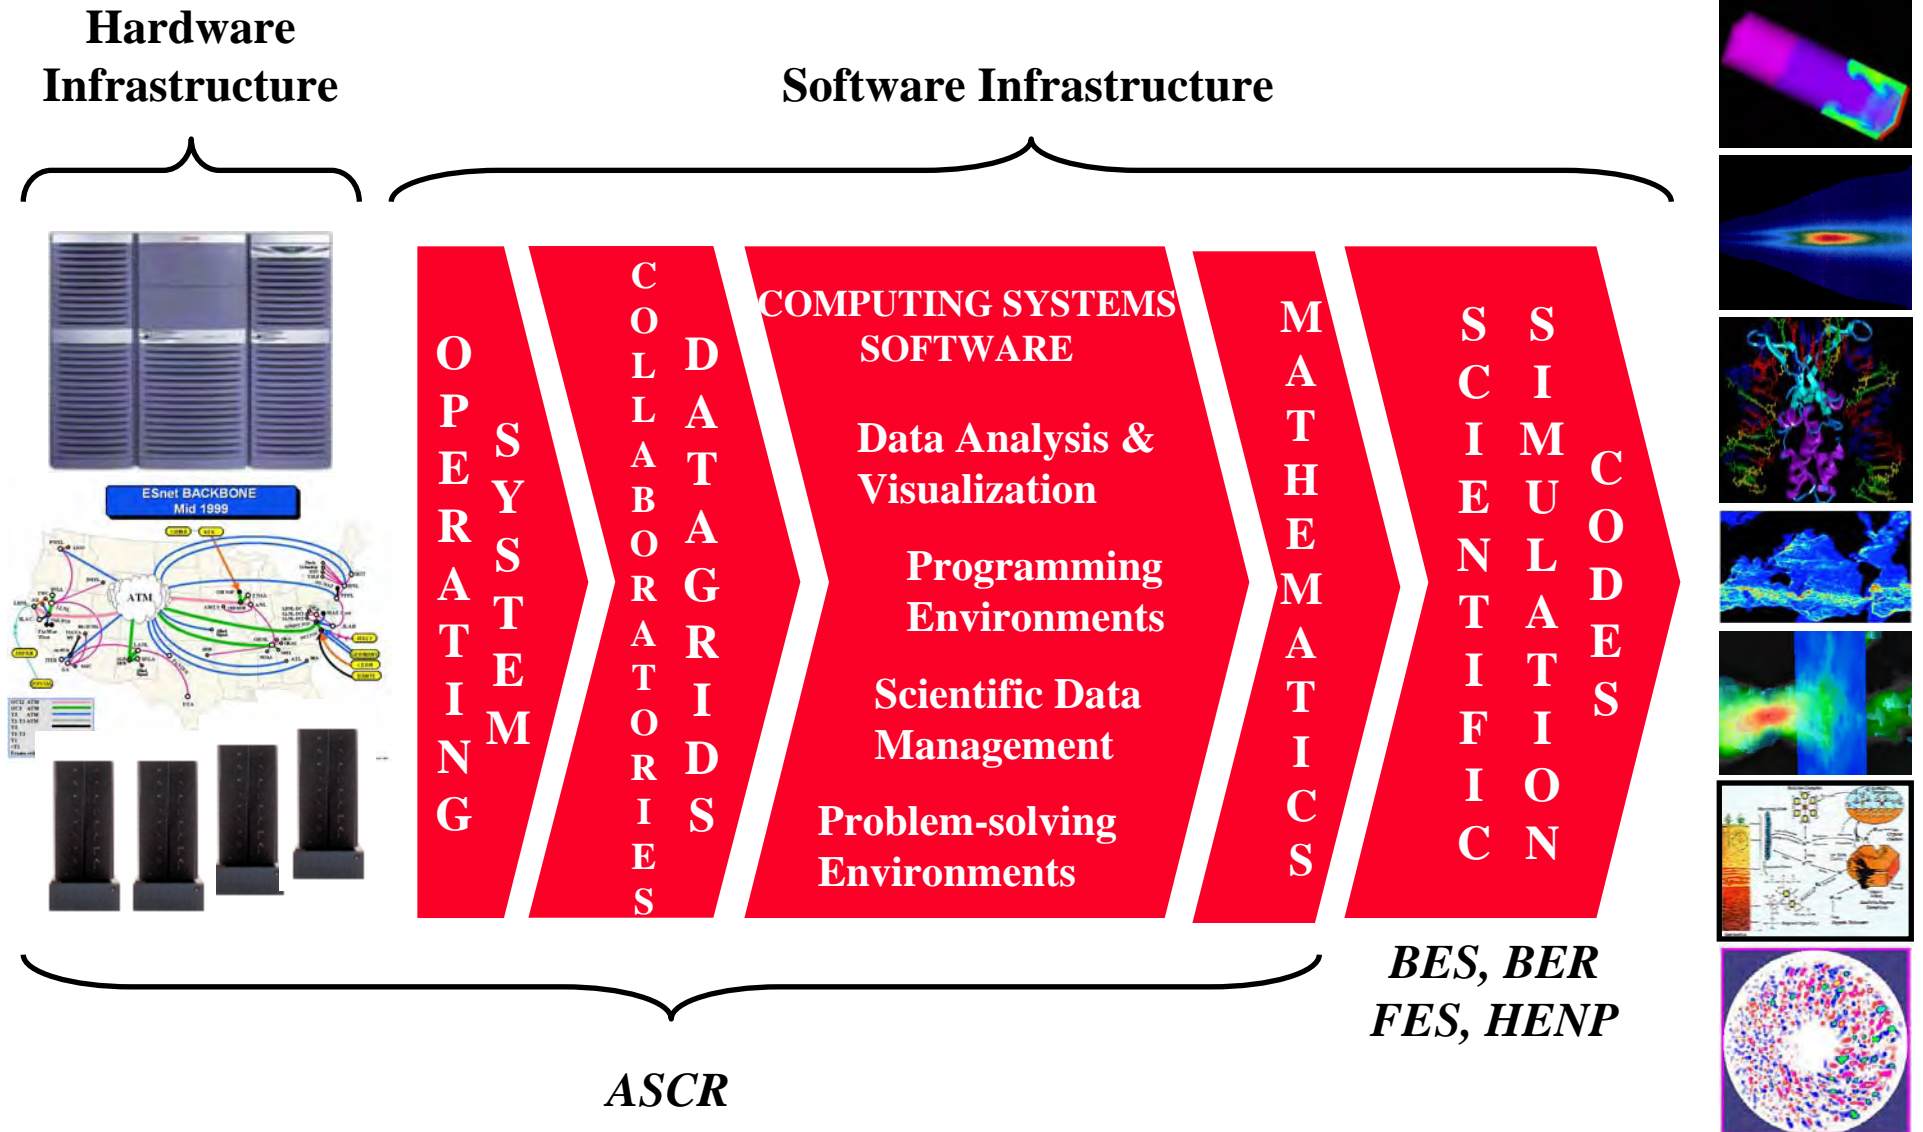 Hardware
Infrastructure
Software Infrastructure
ESnet BACKBONE
Mid 1999
ATM
OPERATING
SYSTEM
COLLABORATORIES
DATA GRIDS
COMPUTING SYSTEMS
SOFTWARE
Data Analysis &
Visualization
Programming
Environments
Scientific Data
Management
Problem-solving
Environments
MATHEMATICS
SCIENTIFIC
SIMULATION
CODES
BES, BER
FES, HENP
ASCR